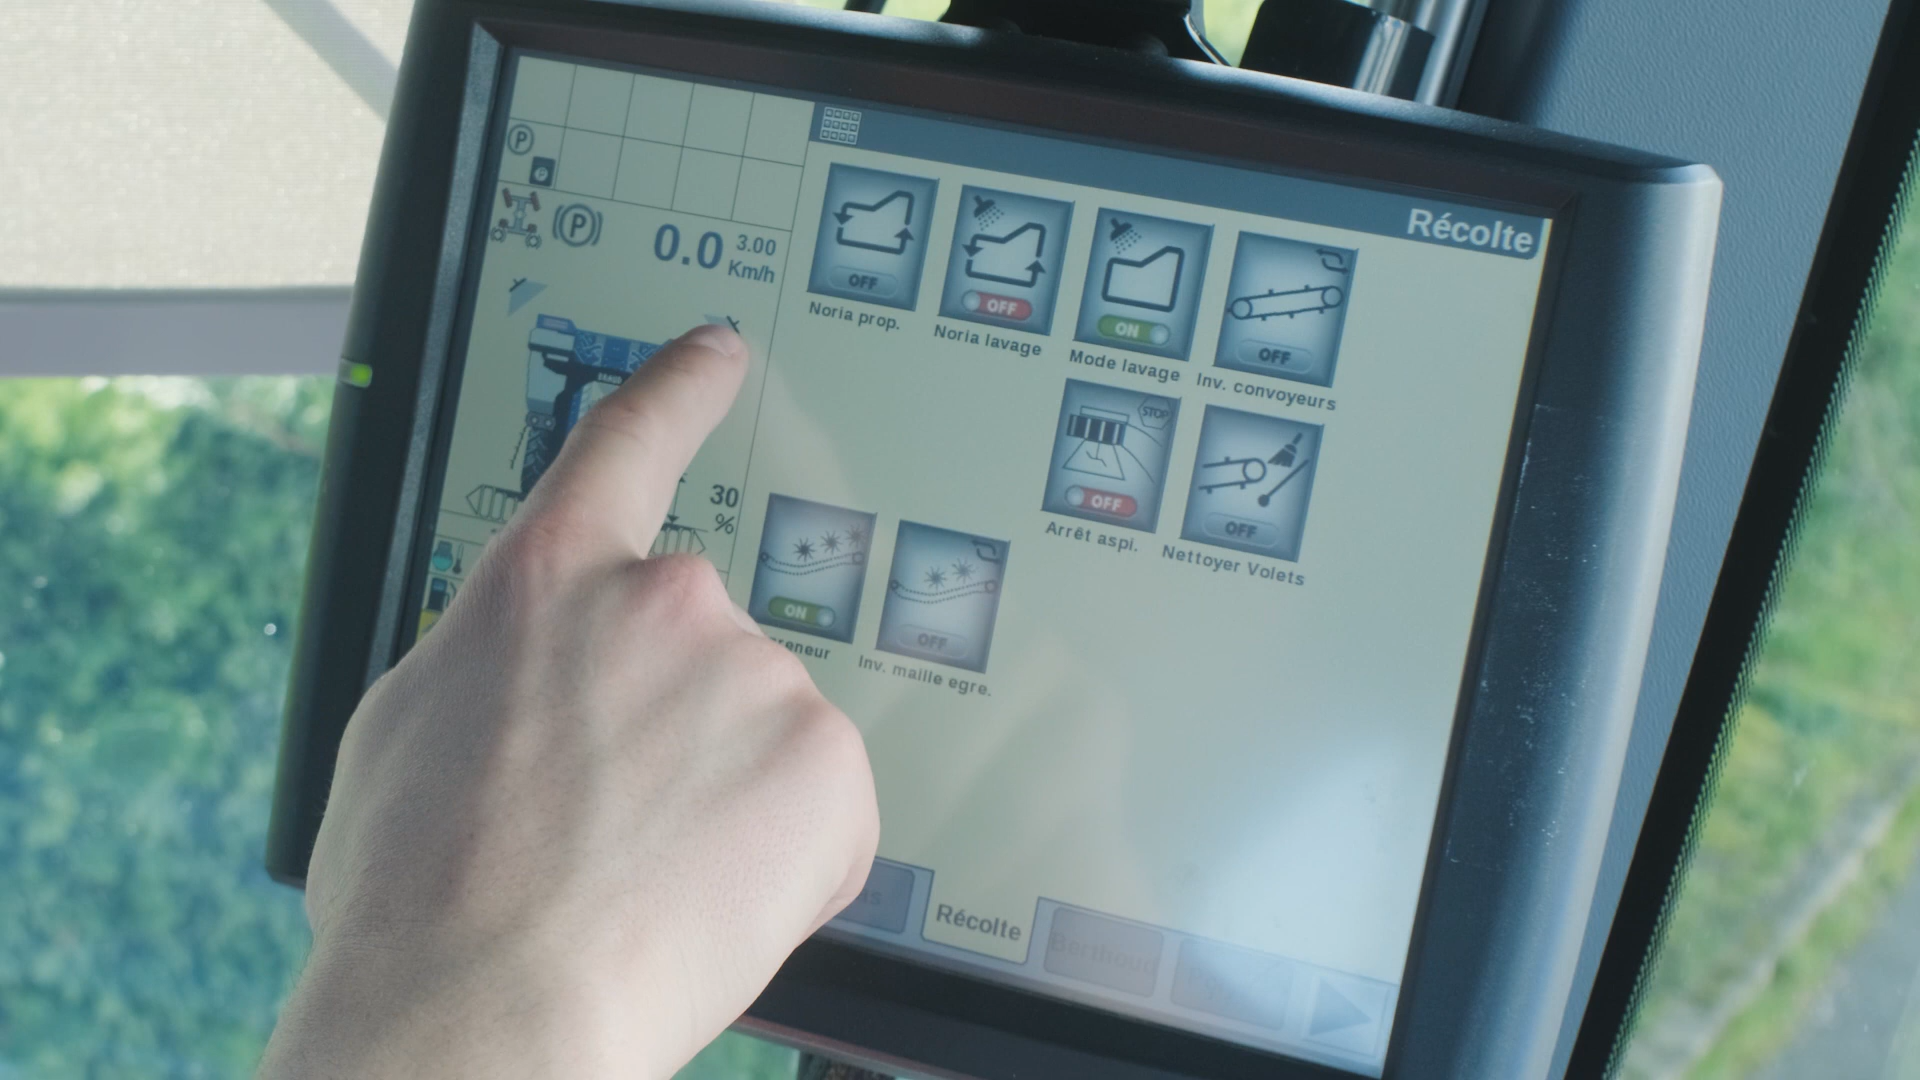 Récolte
P
P
0.0
3.00
Km/h
OFF
Noria prop.
OFF
Noria lavage
ON
Mode lavage
OFF
Inv. convoyeurs
STOP
OFF
Arrêt aspi.
OFF
Nettoyer Volets
30
%
ON
OFF
Inv. maille egre.
Récolte
Berthoud